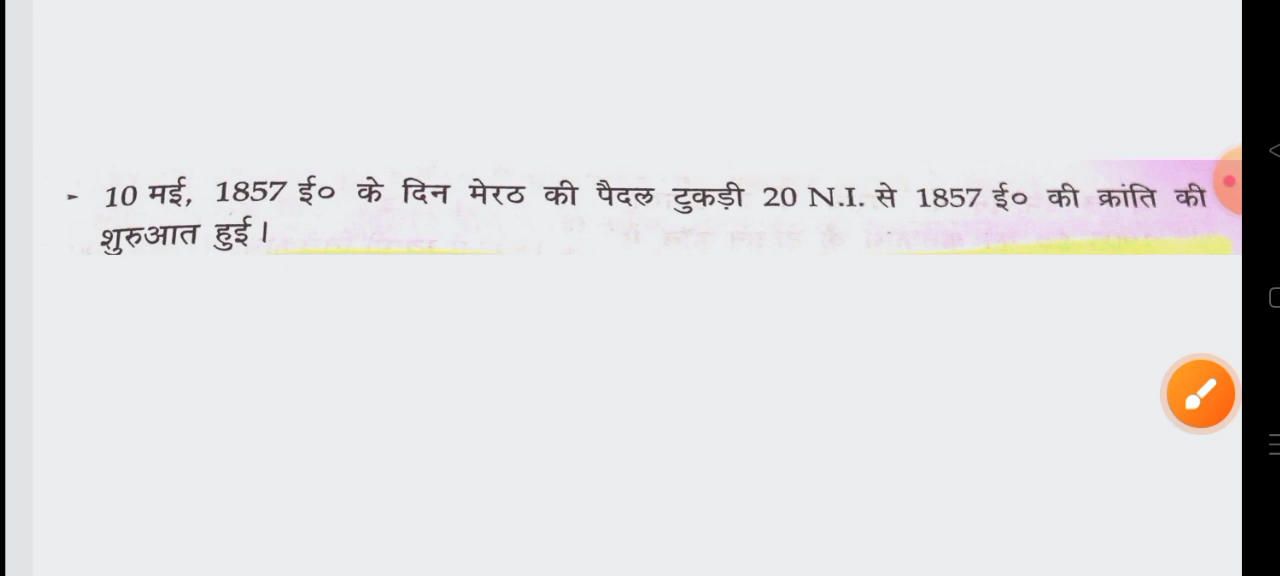 - 10 मई, 1857 ई० के दिन मेरठ की पैदल टुकड़ी 20 N.I. से 1857 ई० की क्रांति की
शुरुआत हुई।